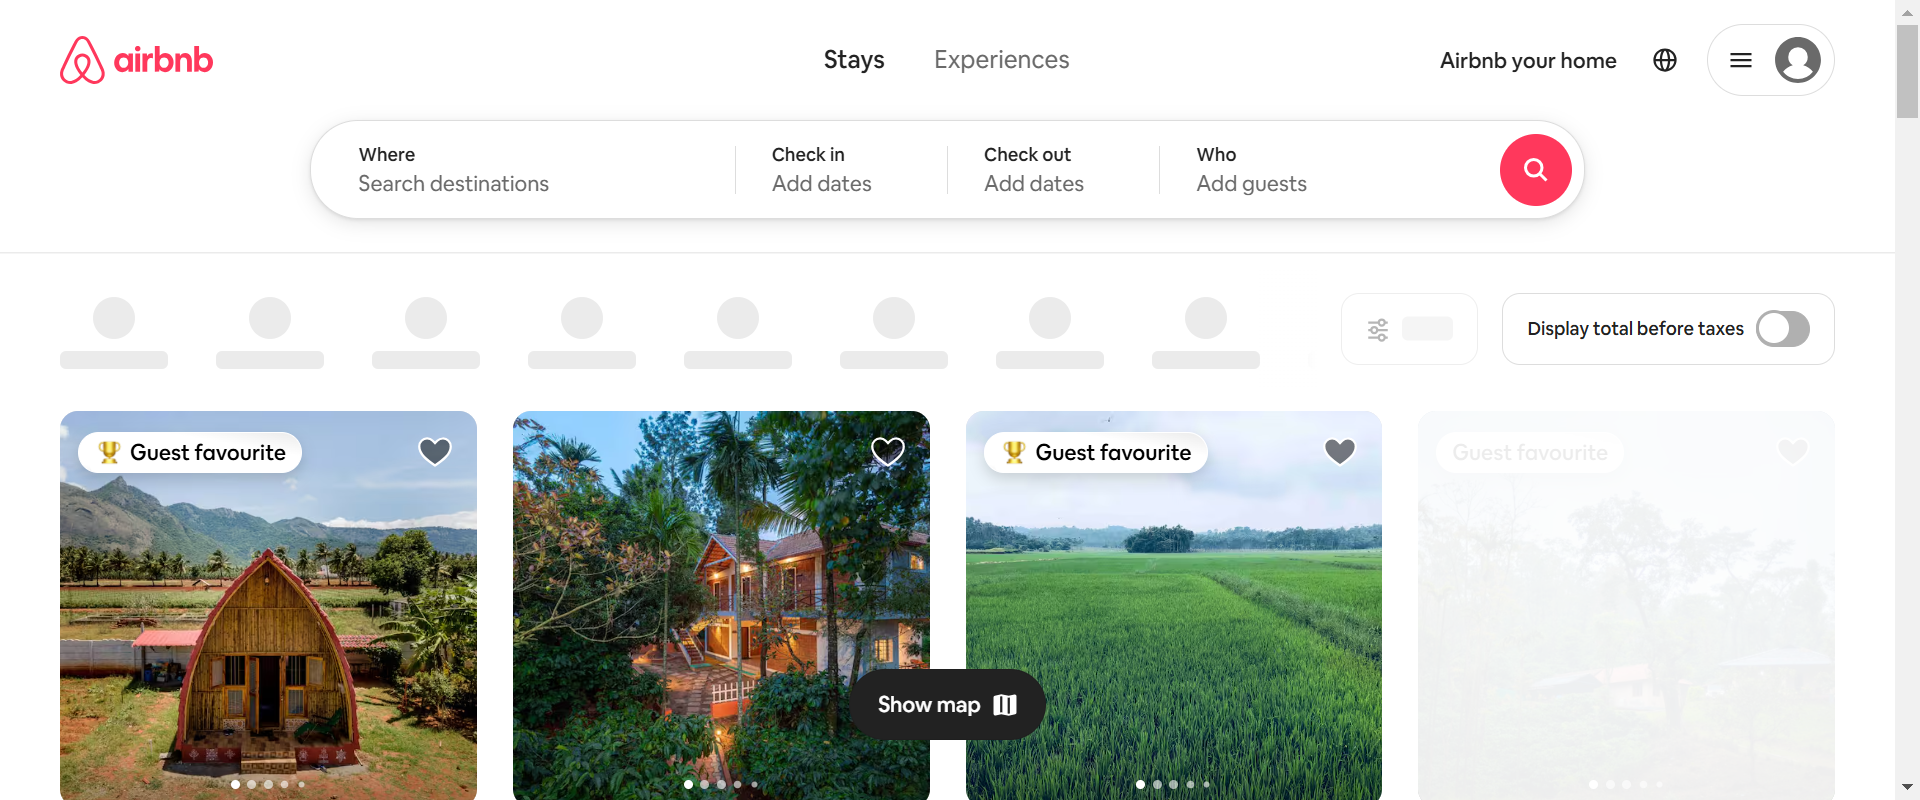 airbnb
Stays
Experiences
Airbnb your home
Where
Search destinations
Check in
Add dates
Check out
Add dates
Who
Add guests
Display total before taxes
Guest favourite
Guest favourite
Guest favourite
Show map